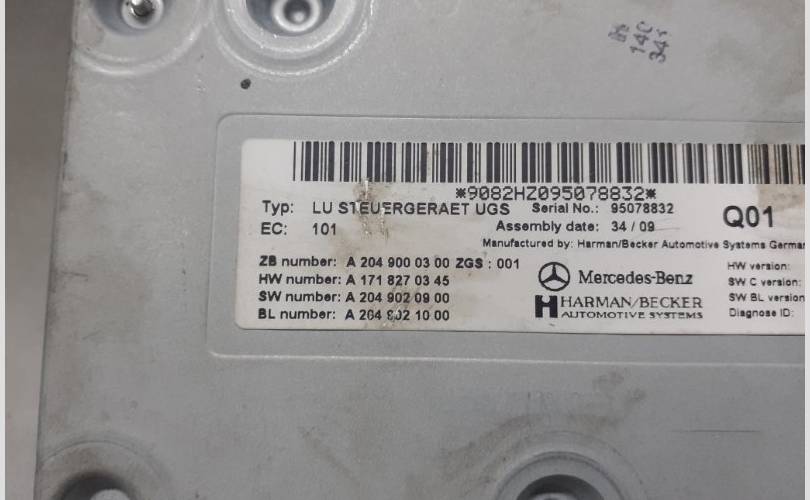 140
341
*9082HZ095078832*
Typ: LU STEUERGERAET UGS Serial No.: 95078832
Q01
EC: 101 Assembly date: 34 / 09
Manufactured by: Harman/Becker Automotive Systems German
ZB number: A 204 900 03 00 ZGS : 001
HW number: A 171 827 03 45
SW number: A 204 902 09 00
BL number: A 204 902 10 00
Mercedes-Benz
HARMAN/BECKER
AUTOMOTIVE SYSTEMS
HW version:
SW C version:
SW BL version
Diagnose ID: